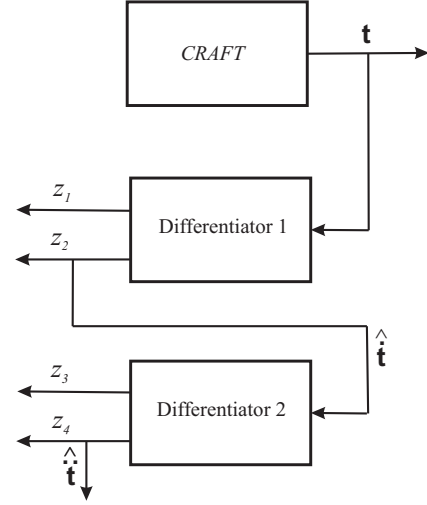 t
CRAFT
z₁
Differentiator 1
z₂
t̂̇
z₃
Differentiator 2
z₄
ẗ̂